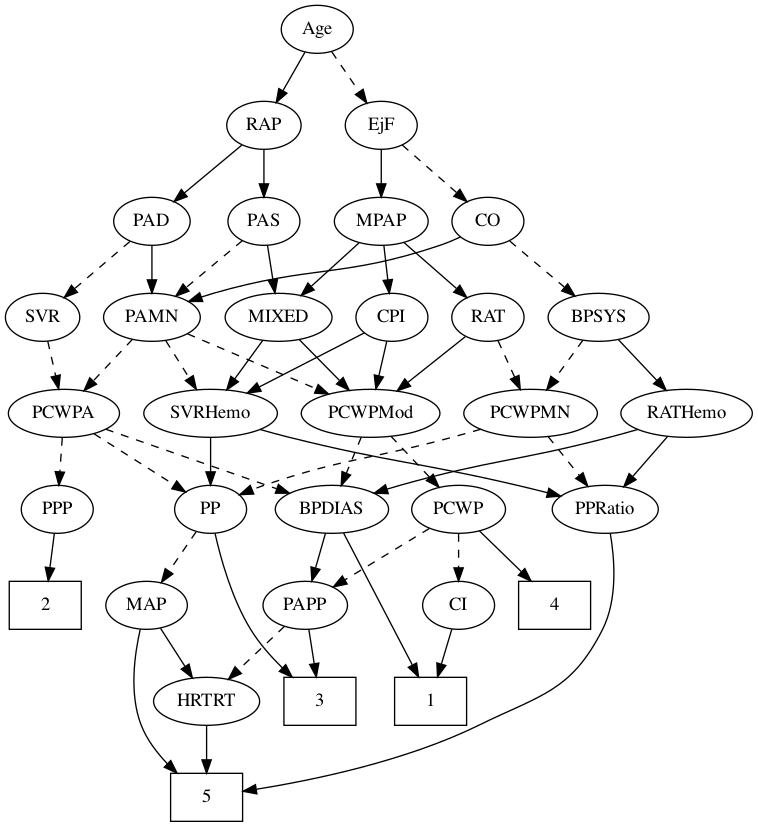 Age
RAP
EjF
PAD
PAS
MPAP
CO
SVR
PAMN
MIXED
CPI
RAT
BPSYS
PCWPA
SVRHemo
PCWPMod
PCWPMN
RATHemo
PPP
PP
BPDIAS
PCWP
PPRatio
2
MAP
PAPP
CI
4
HRTRT
3
1
5